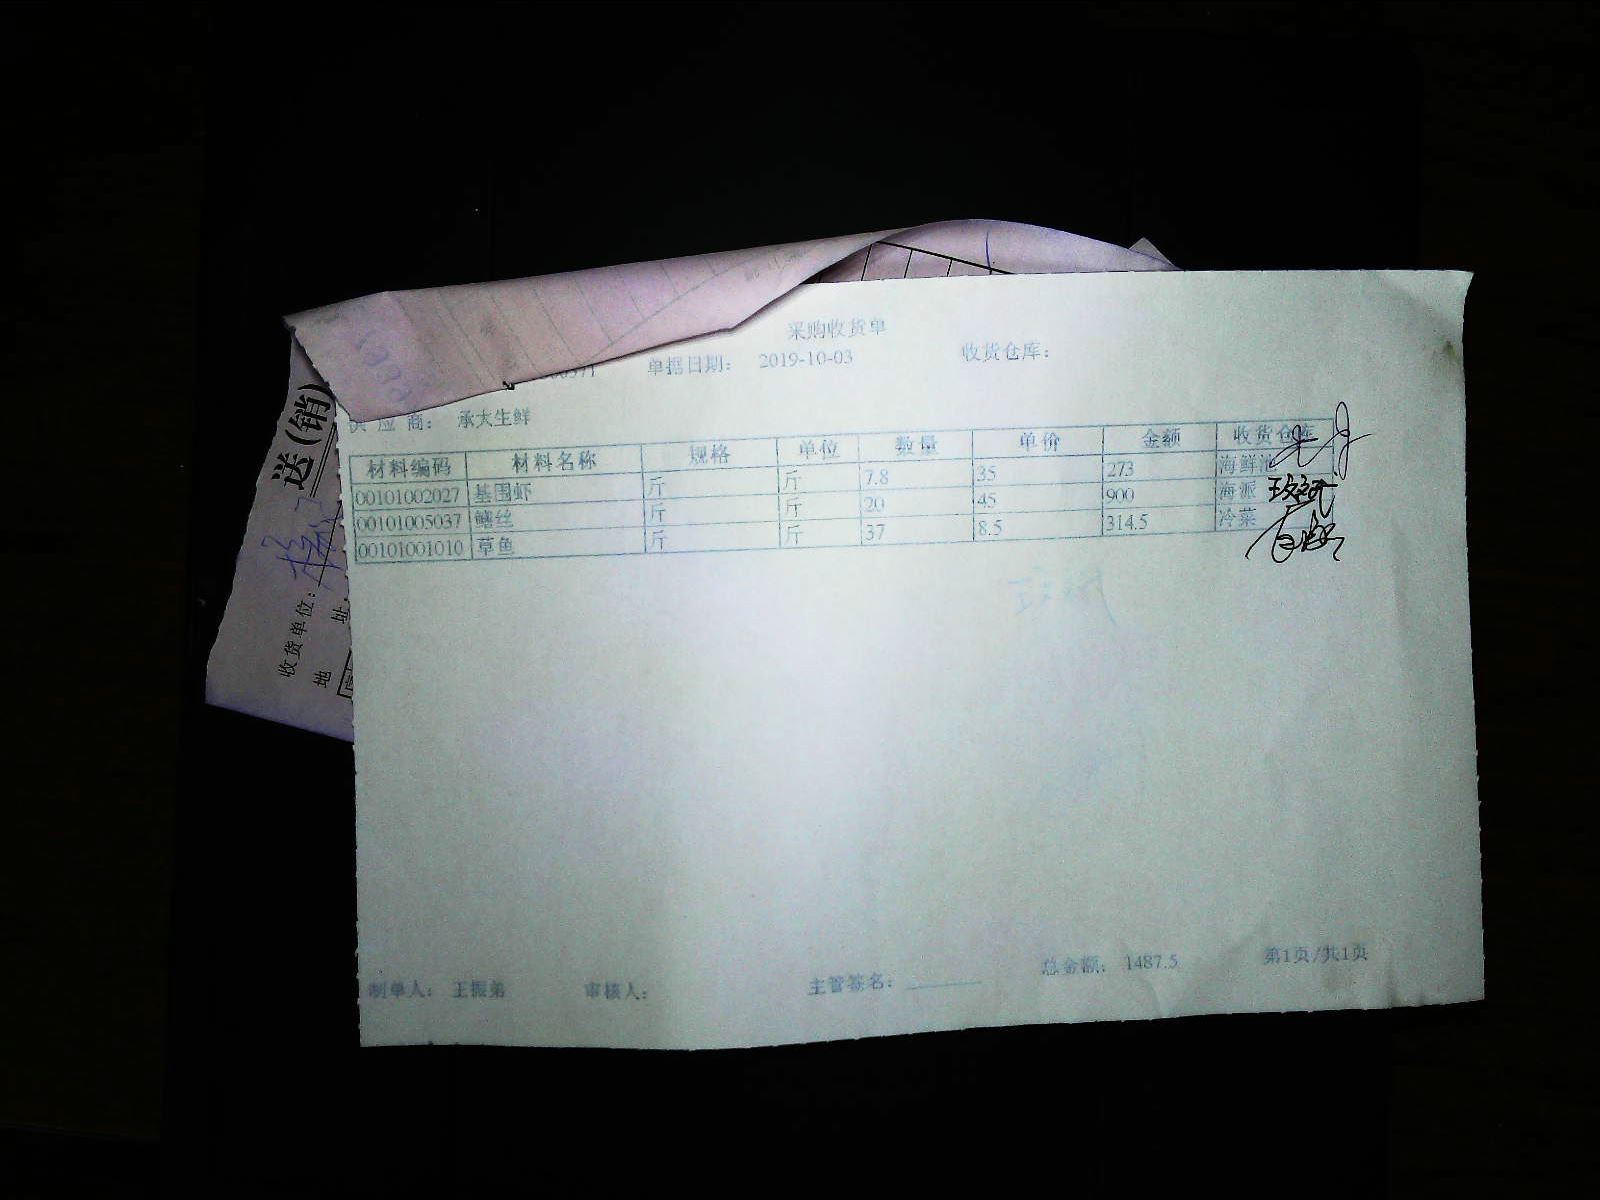 采购收货单
单据日期： 2019-10-03 收货仓库：
供 应 商： 承大生鲜
材料编码 材料名称 规格 单位 数量 单价 金额 收货仓库
00101002027 基围虾 斤 斤 7.8 35 273 海鲜池
00101005037 鳝丝 斤 斤 20 45 900 海派
00101001010 草鱼 斤 斤 37 8.5 314.5 冷菜
总金额： 1487.5 第1页/共1页
制单人： 王振弟 审核人： 主管签名：
送(销)
收货单位：
地 址：